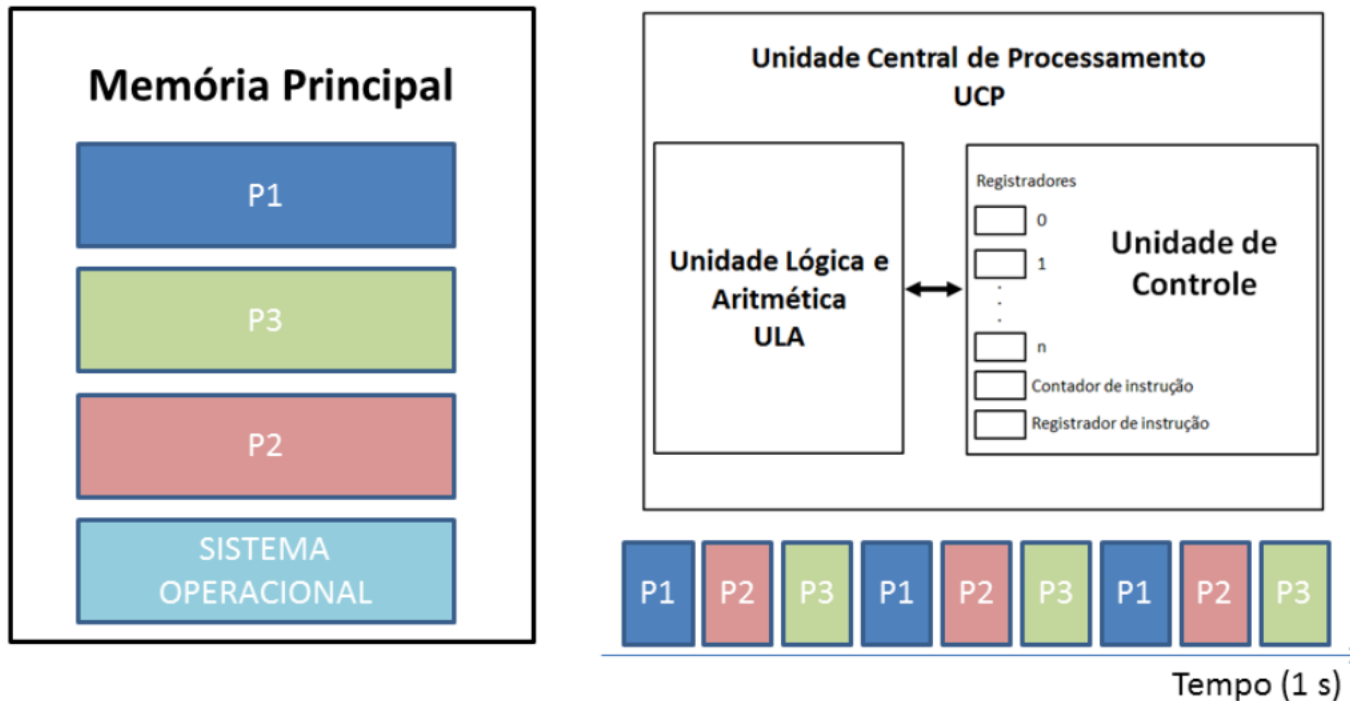 Memória Principal
P1
P3
P2
SISTEMA
OPERACIONAL
Unidade Central de Processamento
UCP
Unidade Lógica e
Aritmética
ULA
Registradores
0
1
.
.
.
n
Contador de instrução
Registrador de instrução
Unidade de
Controle
P1 P2 P3 P1 P2 P3 P1 P2 P3
Tempo (1 s)